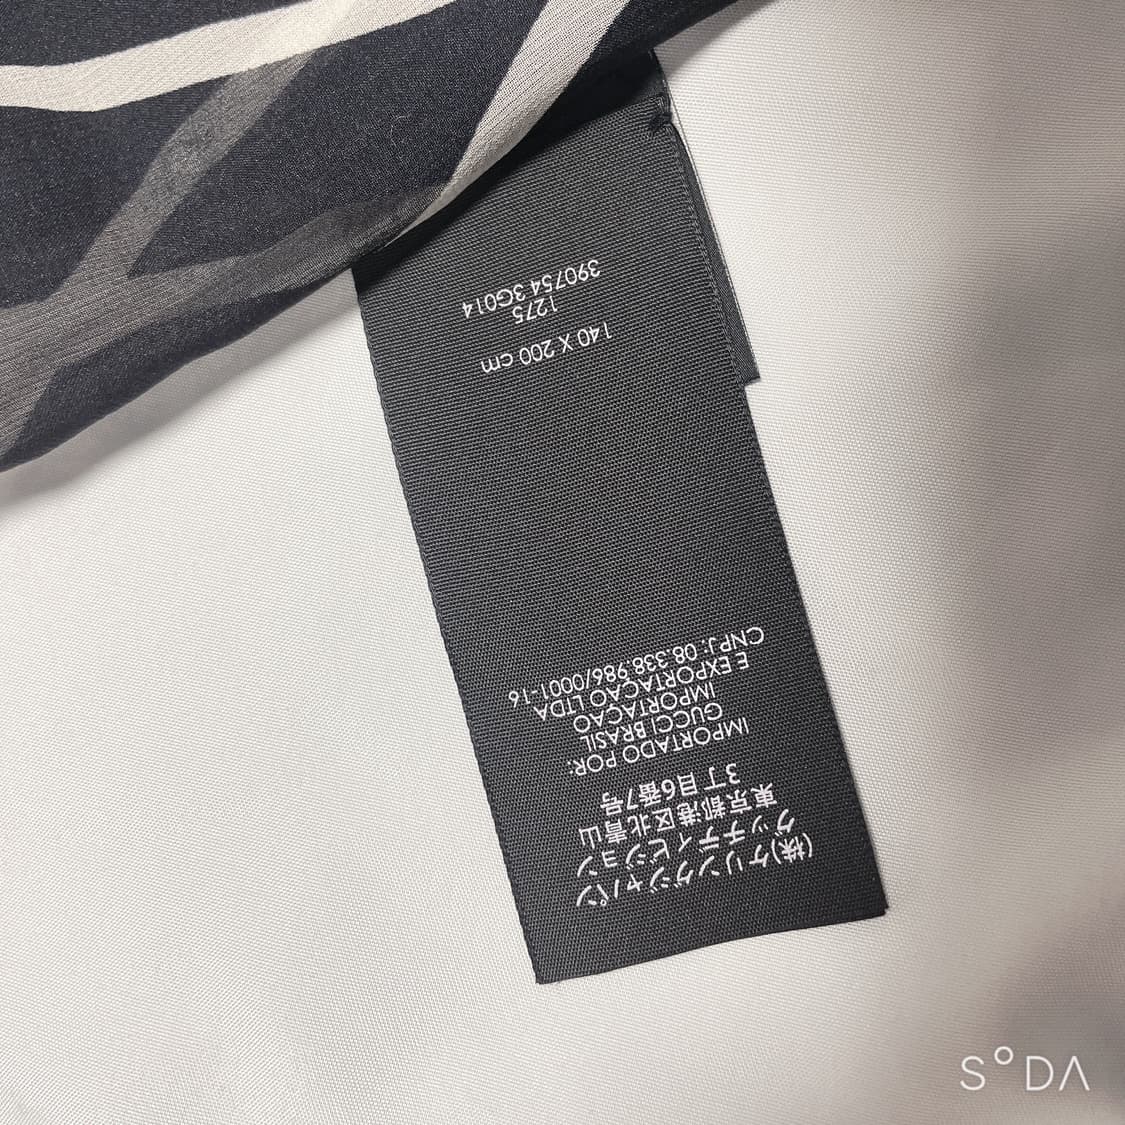 390754 3G014
1275
140 X 200 cm
CNPJ: 08.338.986/0001-16
E EXPORTAÇAO LTDA
IMPORTAÇAO
GUCCI BRASIL
IMPORTADO POR:
3丁目6番7号
東京都港区北青山
グッチディビジョン
(株)ケリングジャパン
S°DA